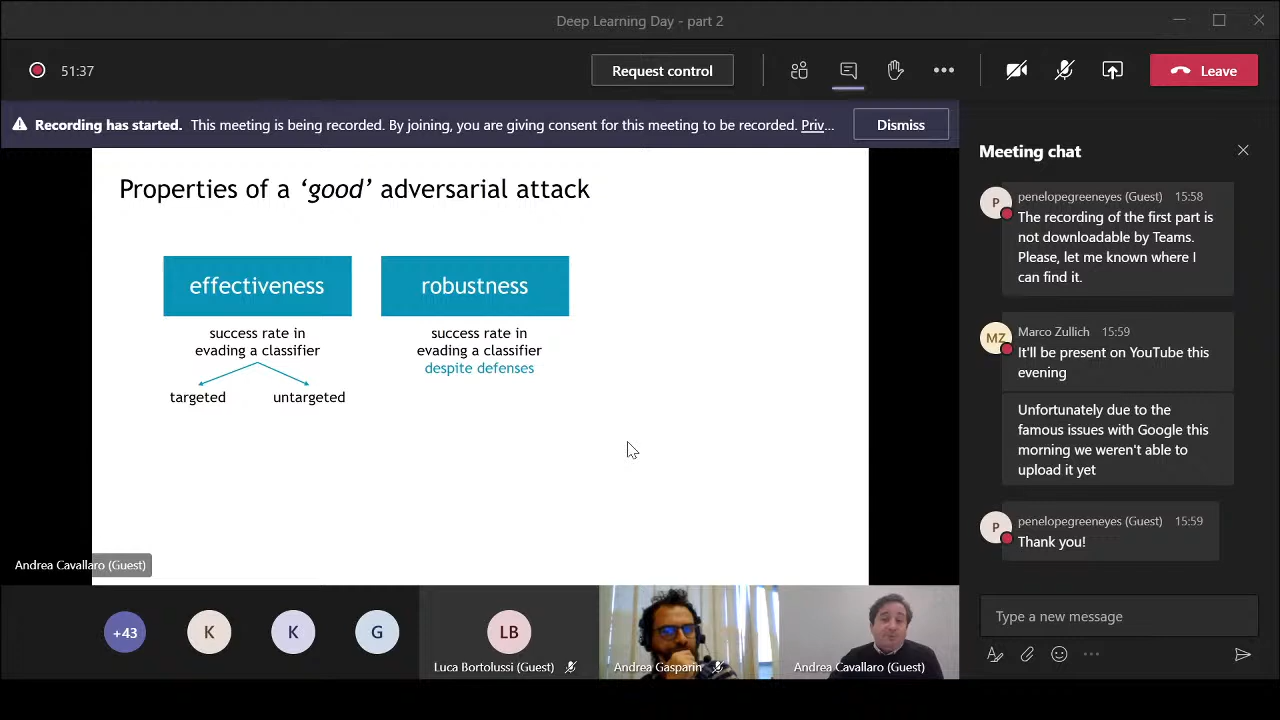 Deep Learning Day - part 2
51:37
Request control
Leave
Recording has started. This meeting is being recorded. By joining, you are giving consent for this meeting to be recorded. Priv...
Dismiss
Properties of a ‘good’ adversarial attack
effectiveness
robustness
success rate in
evading a classifier
targeted
untargeted
success rate in
evading a classifier
despite defenses
Andrea Cavallaro (Guest)
+43
K
K
G
LB
Luca Bortolussi (Guest)
Andrea Gasparin
Andrea Cavallaro (Guest)
Meeting chat
P
penelopegreeneyes (Guest) 15:58
The recording of the first part is
not downloadable by Teams.
Please, let me known where I
can find it.
MZ
Marco Zullich 15:59
It'll be present on YouTube this
evening
Unfortunately due to the
famous issues with Google this
morning we weren't able to
upload it yet
P
penelopegreeneyes (Guest) 15:59
Thank you!
Type a new message